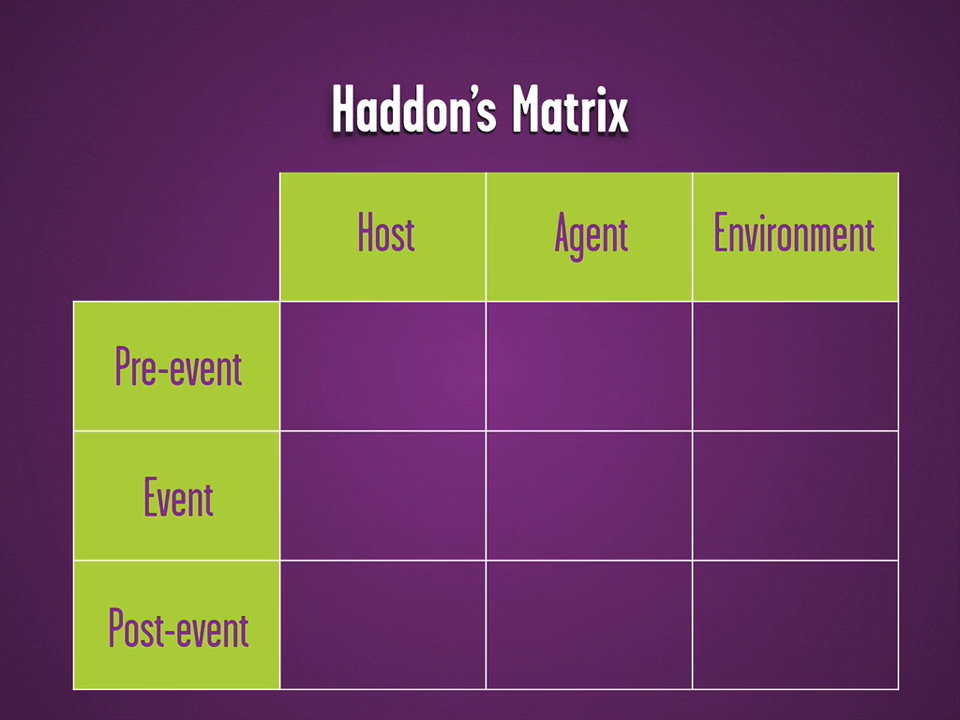 Haddon’s Matrix
Host Agent Environment
Pre-event
Event
Post-event